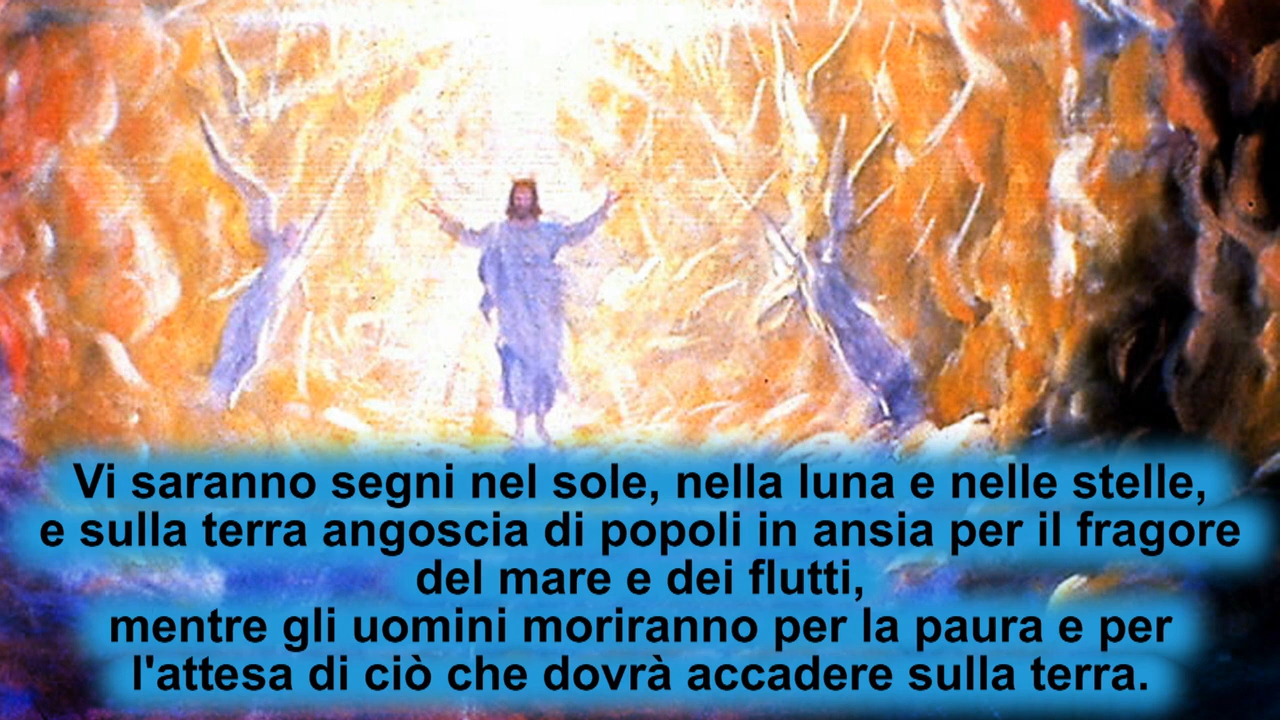 Vi saranno segni nel sole, nella luna e nelle stelle,
e sulla terra angoscia di popoli in ansia per il fragore
del mare e dei flutti,
mentre gli uomini moriranno per la paura e per
l'attesa di ciò che dovrà accadere sulla terra.